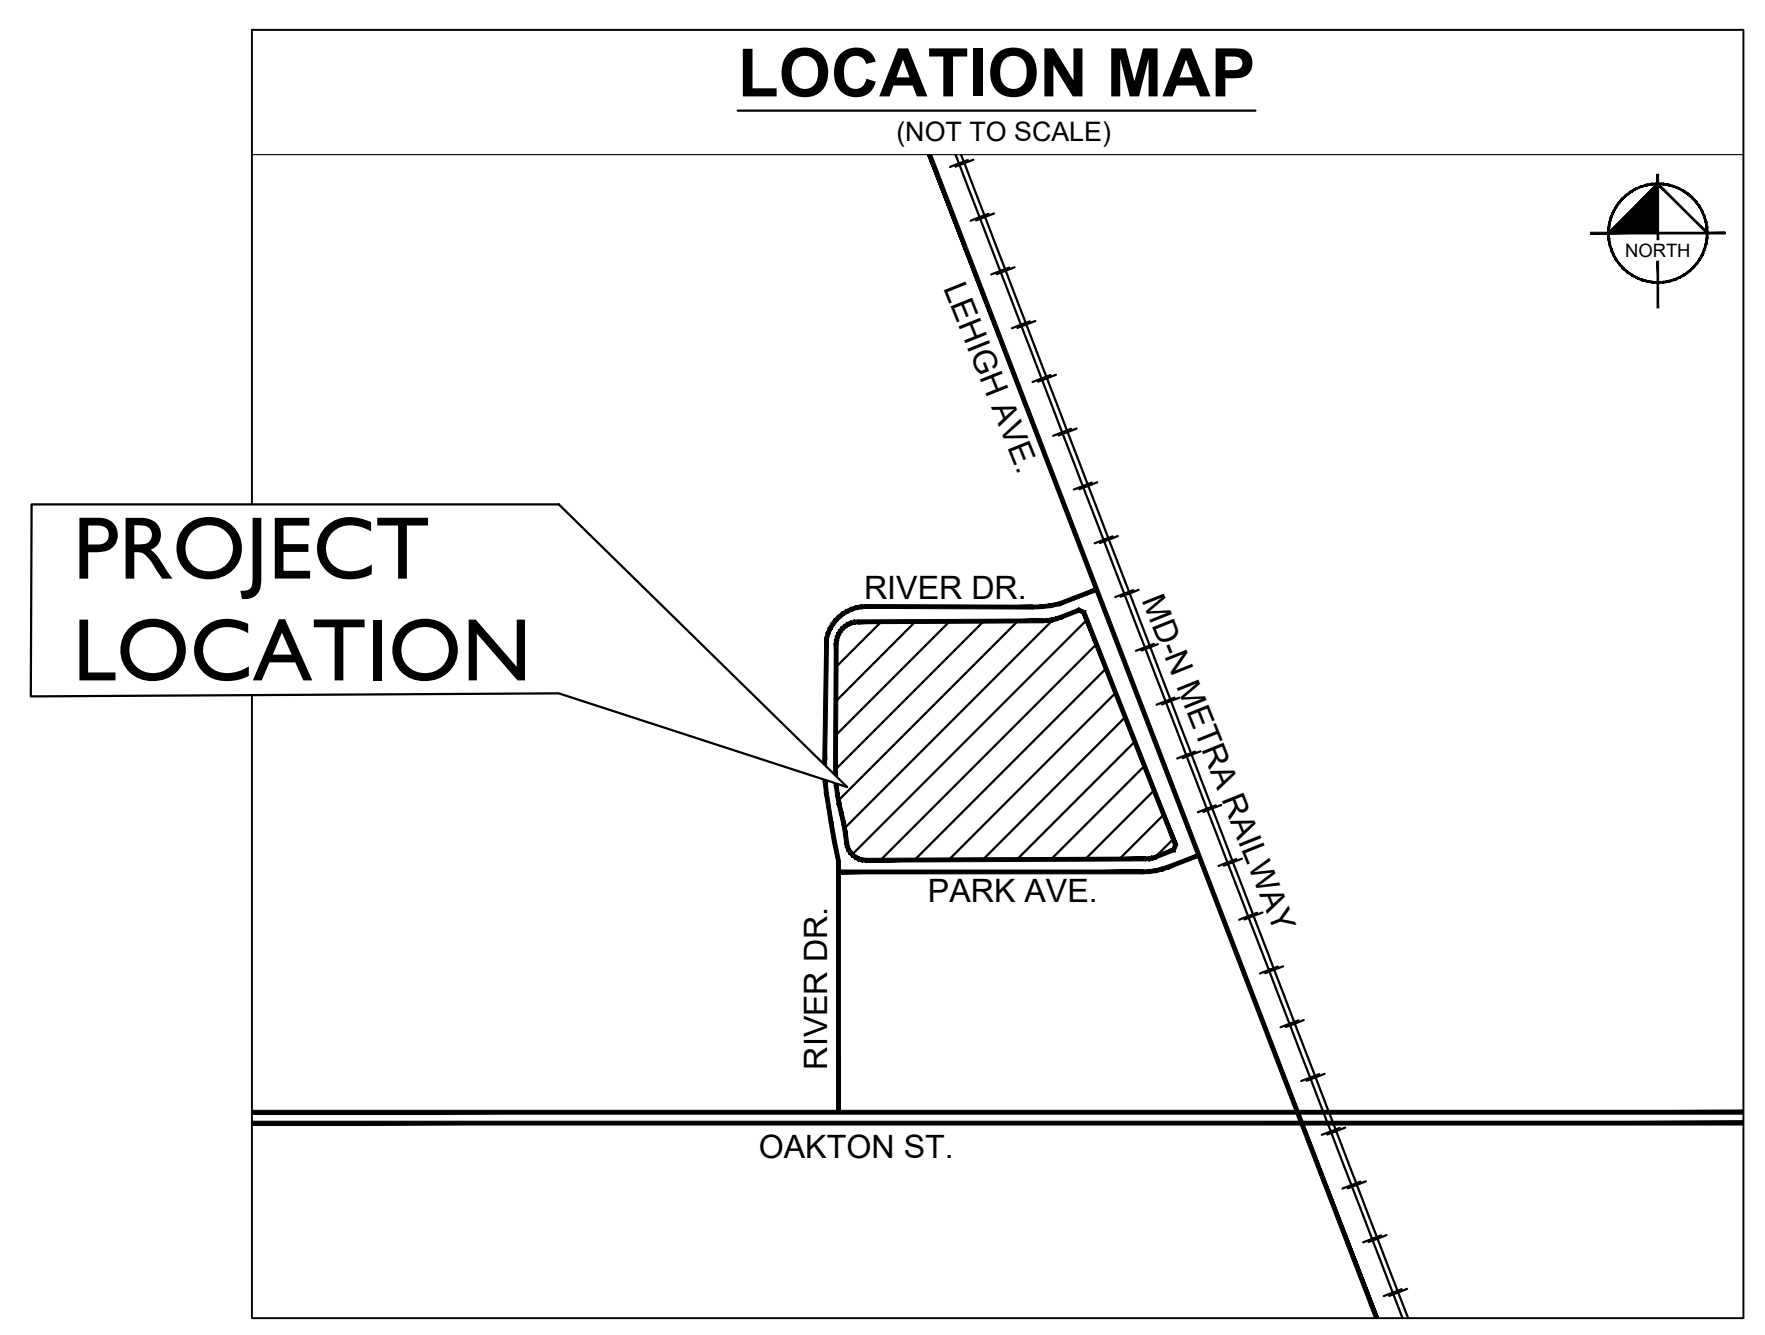 LOCATION MAP
(NOT TO SCALE)
NORTH
LEHIGH AVE.
PROJECT
LOCATION
RIVER DR.
MD-N METRA RAILWAY
PARK AVE.
RIVER DR.
OAKTON ST.